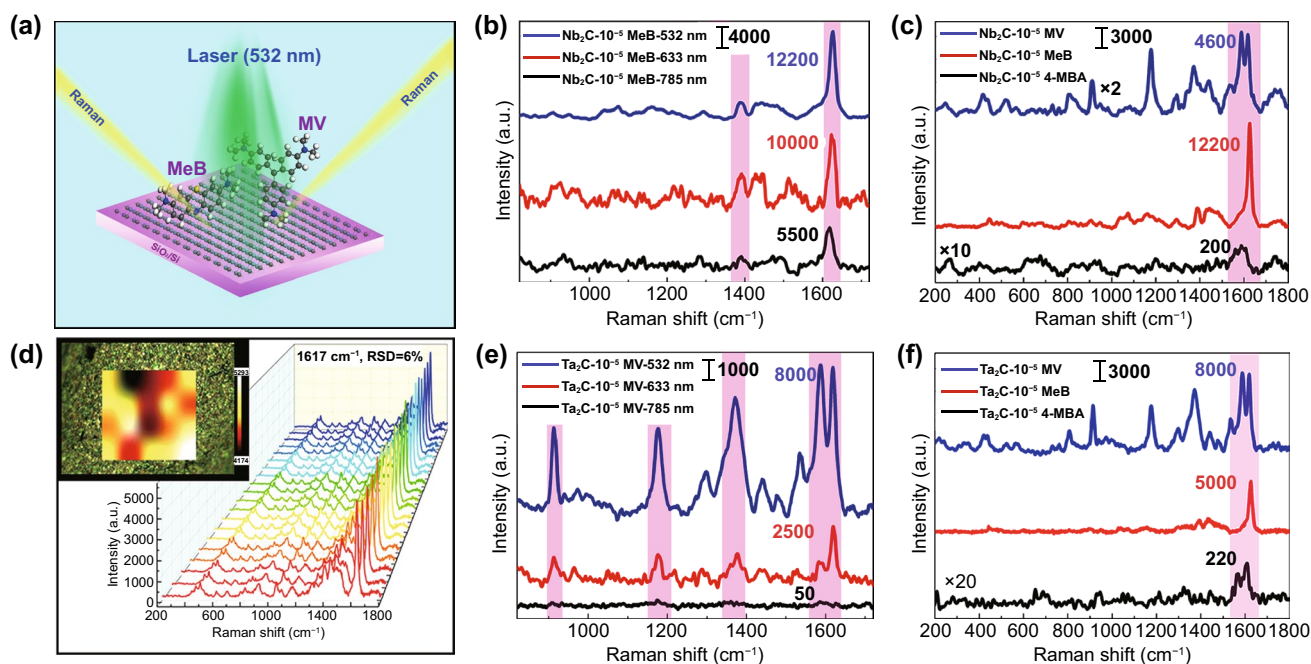 (a)
Laser (532 nm)
Raman
Raman
MV
MeB
SiO₂/Si
(b)
Nb₂C-10⁻⁵ MeB-532 nm
Nb₂C-10⁻⁵ MeB-633 nm
Nb₂C-10⁻⁵ MeB-785 nm
4000
12200
10000
5500
Intensity (a.u.)
1000 1200 1400 1600
Raman shift (cm⁻¹)
(c)
Nb₂C-10⁻⁵ MV
Nb₂C-10⁻⁵ MeB
Nb₂C-10⁻⁵ 4-MBA
3000
4600
×2
12200
×10
200
Intensity (a.u.)
200 400 600 800 1000 1200 1400 1600 1800
Raman shift (cm⁻¹)
(d)
1617 cm⁻¹, RSD=6%
5293
4174
5000
4000
3000
2000
1000
0
Intensity (a.u.)
200 600 1000 1400 1800
Raman shift (cm⁻¹)
(e)
Ta₂C-10⁻⁵ MV-532 nm
Ta₂C-10⁻⁵ MV-633 nm
Ta₂C-10⁻⁵ MV-785 nm
1000
8000
2500
50
Intensity (a.u.)
1000 1200 1400 1600
Raman shift (cm⁻¹)
(f)
Ta₂C-10⁻⁵ MV
Ta₂C-10⁻⁵ MeB
Ta₂C-10⁻⁵ 4-MBA
3000
8000
5000
×20
220
Intensity (a.u.)
200 400 600 800 1000 1200 1400 1600 1800
Raman shift (cm⁻¹)